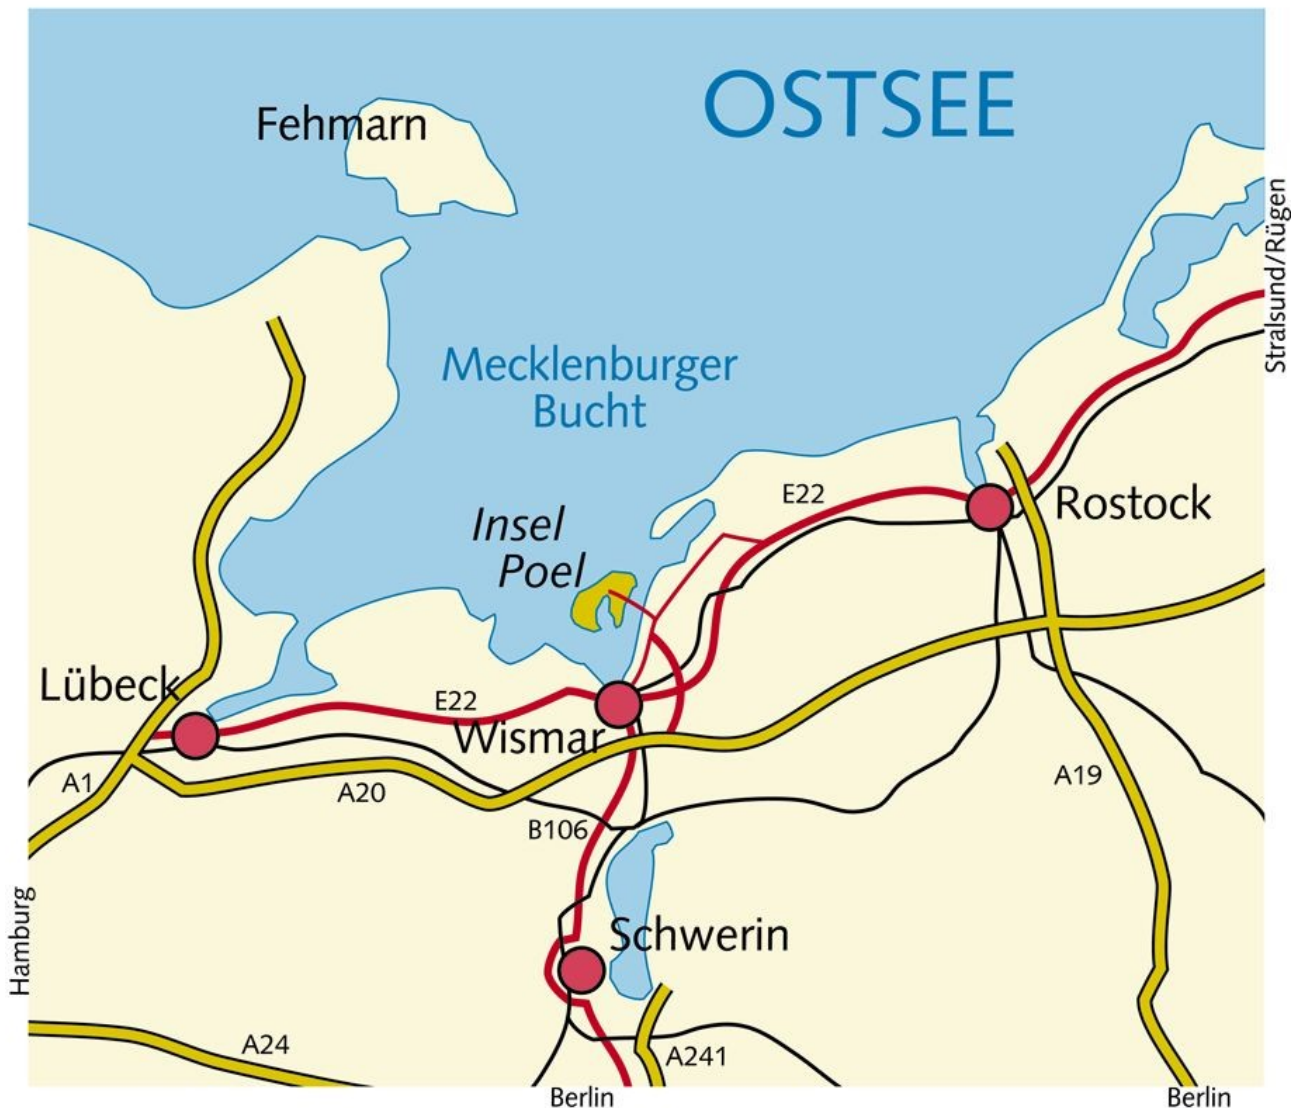 OSTSEE
Fehmarn
Stralsund/Rügen
Mecklenburger
Bucht
E22
Rostock
Insel
Poel
Lübeck
E22
Wismar
A1
A20
A19
B106
Hamburg
Schwerin
A24
A241
Berlin
Berlin